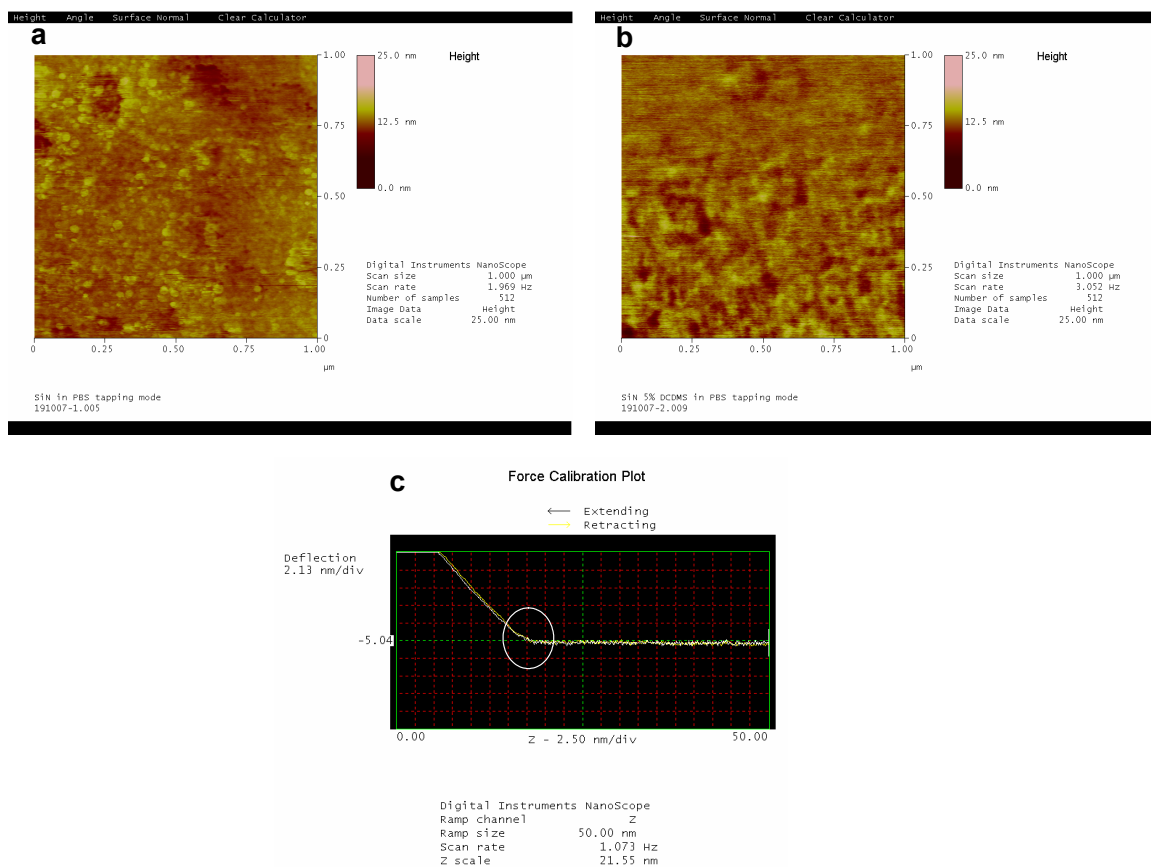 Height Angle Surface Normal Clear Calculator
a
Height
25.0 nm
12.5 nm
0.0 nm
1.00
0.75
0.50
0.25
0
0 0.25 0.50 0.75 1.00
µm
Digital Instruments NanoScope
Scan size 1.000 µm
Scan rate 1.969 Hz
Number of samples 512
Image Data Height
Data scale 25.00 nm
SiN in PBS tapping mode
191007-1.005
Height Angle Surface Normal Clear Calculator
b
Height
25.0 nm
12.5 nm
0.0 nm
1.00
0.75
0.50
0.25
0
0 0.25 0.50 0.75 1.00
µm
Digital Instruments NanoScope
Scan size 1.000 µm
Scan rate 3.052 Hz
Number of samples 512
Image Data Height
Data scale 25.00 nm
SiN 5% DCDMS in PBS tapping mode
191007-2.009
c
Force Calibration Plot
Extending
Retracting
Deflection
2.13 nm/div
-5.04
0.00 Z - 2.50 nm/div 50.00
Digital Instruments NanoScope
Ramp channel Z
Ramp size 50.00 nm
Scan rate 1.073 Hz
Z scale 21.55 nm